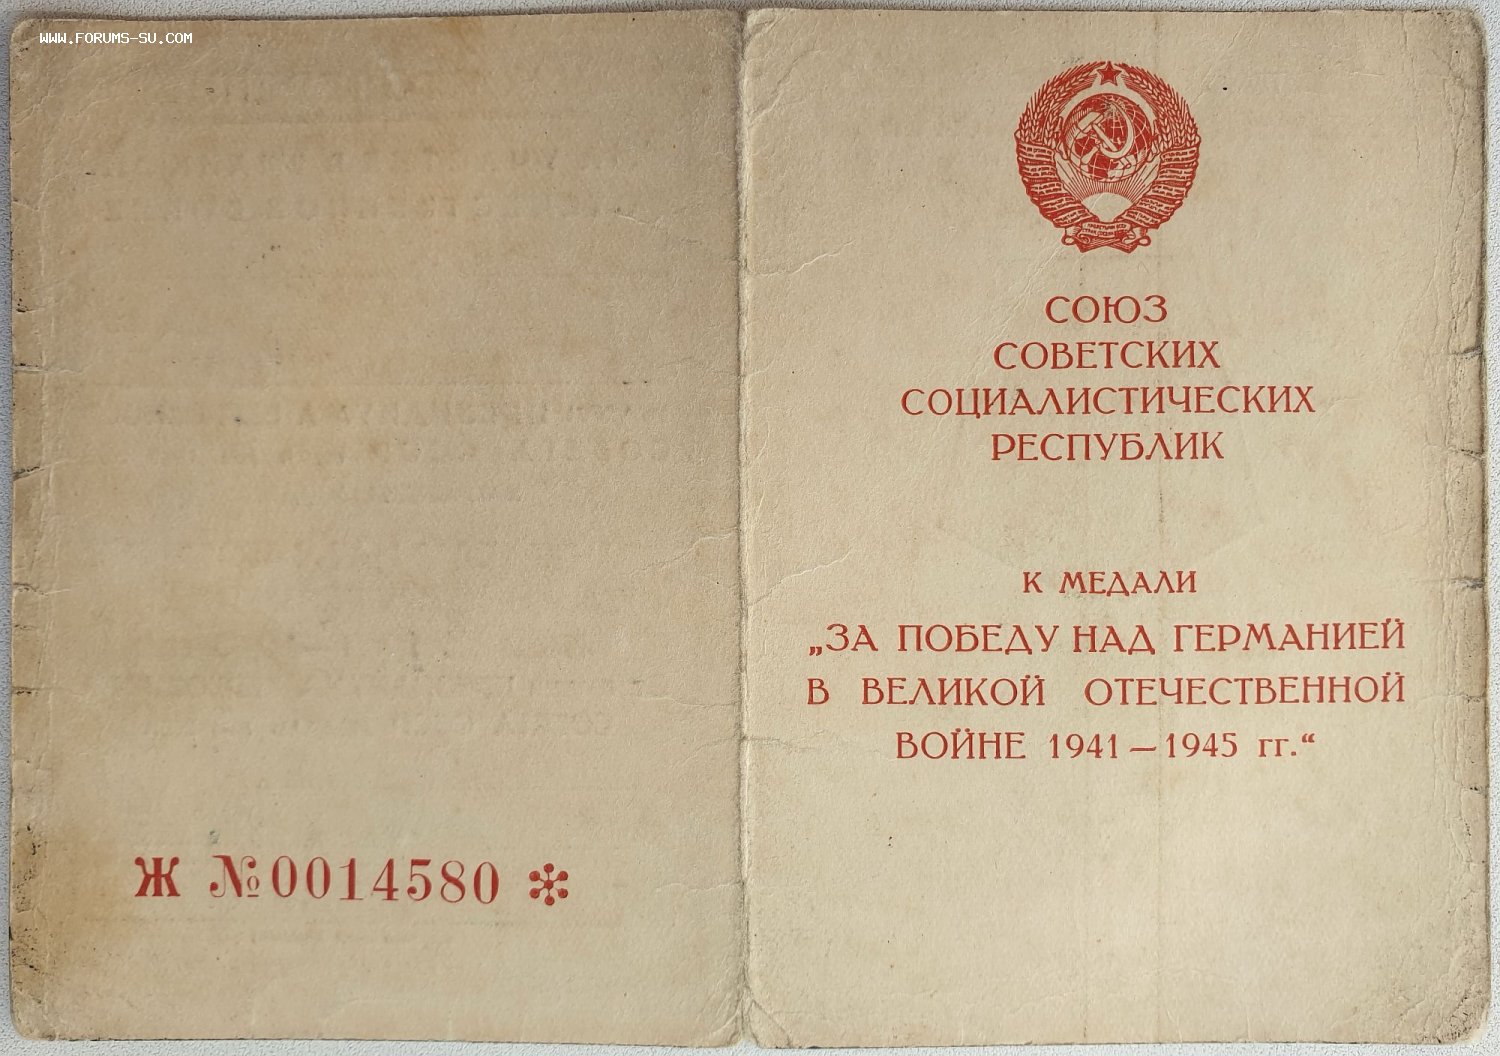 WWW.FORUMS-SU.COM
СОЮЗ
СОВЕТСКИХ
СОЦИАЛИСТИЧЕСКИХ
РЕСПУБЛИК
К МЕДАЛИ
„ЗА ПОБЕДУ НАД ГЕРМАНИЕЙ
В ВЕЛИКОЙ ОТЕЧЕСТВЕННОЙ
ВОЙНЕ 1941 — 1945 гг.“
Ж №0014580